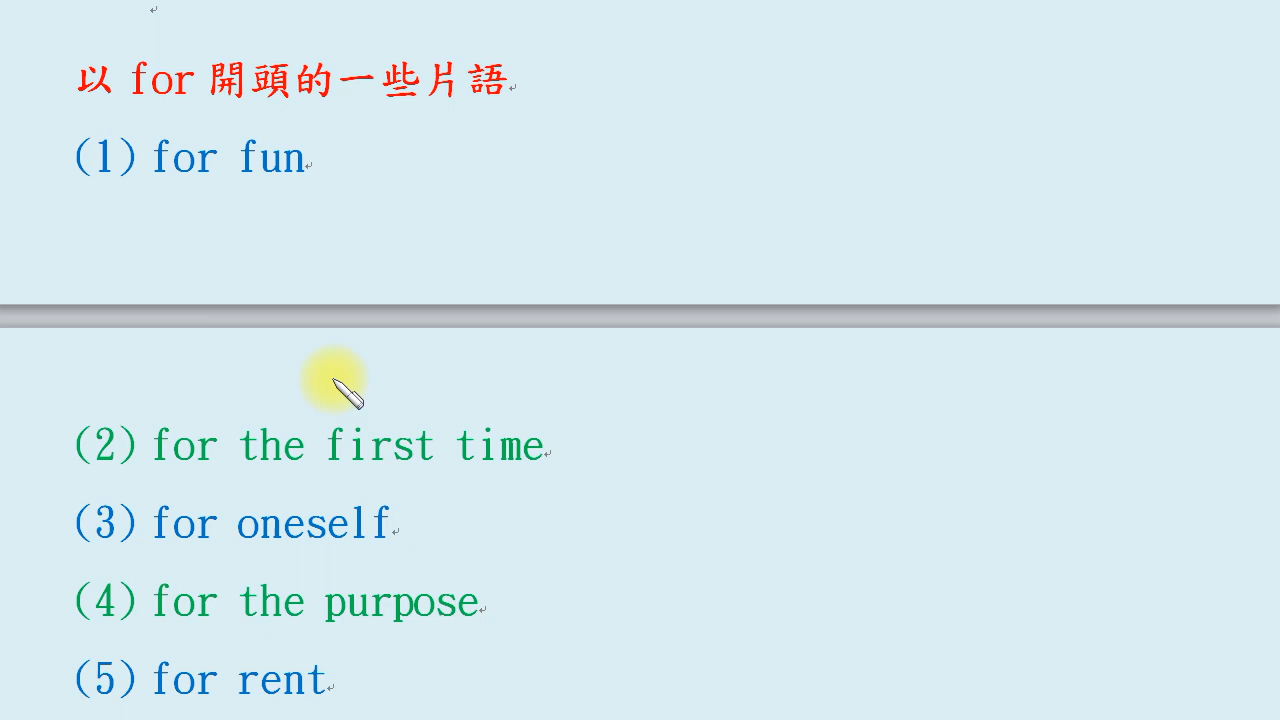 以 for 開頭的一些片語
(1) for fun
(2) for the first time
(3) for oneself
(4) for the purpose
(5) for rent